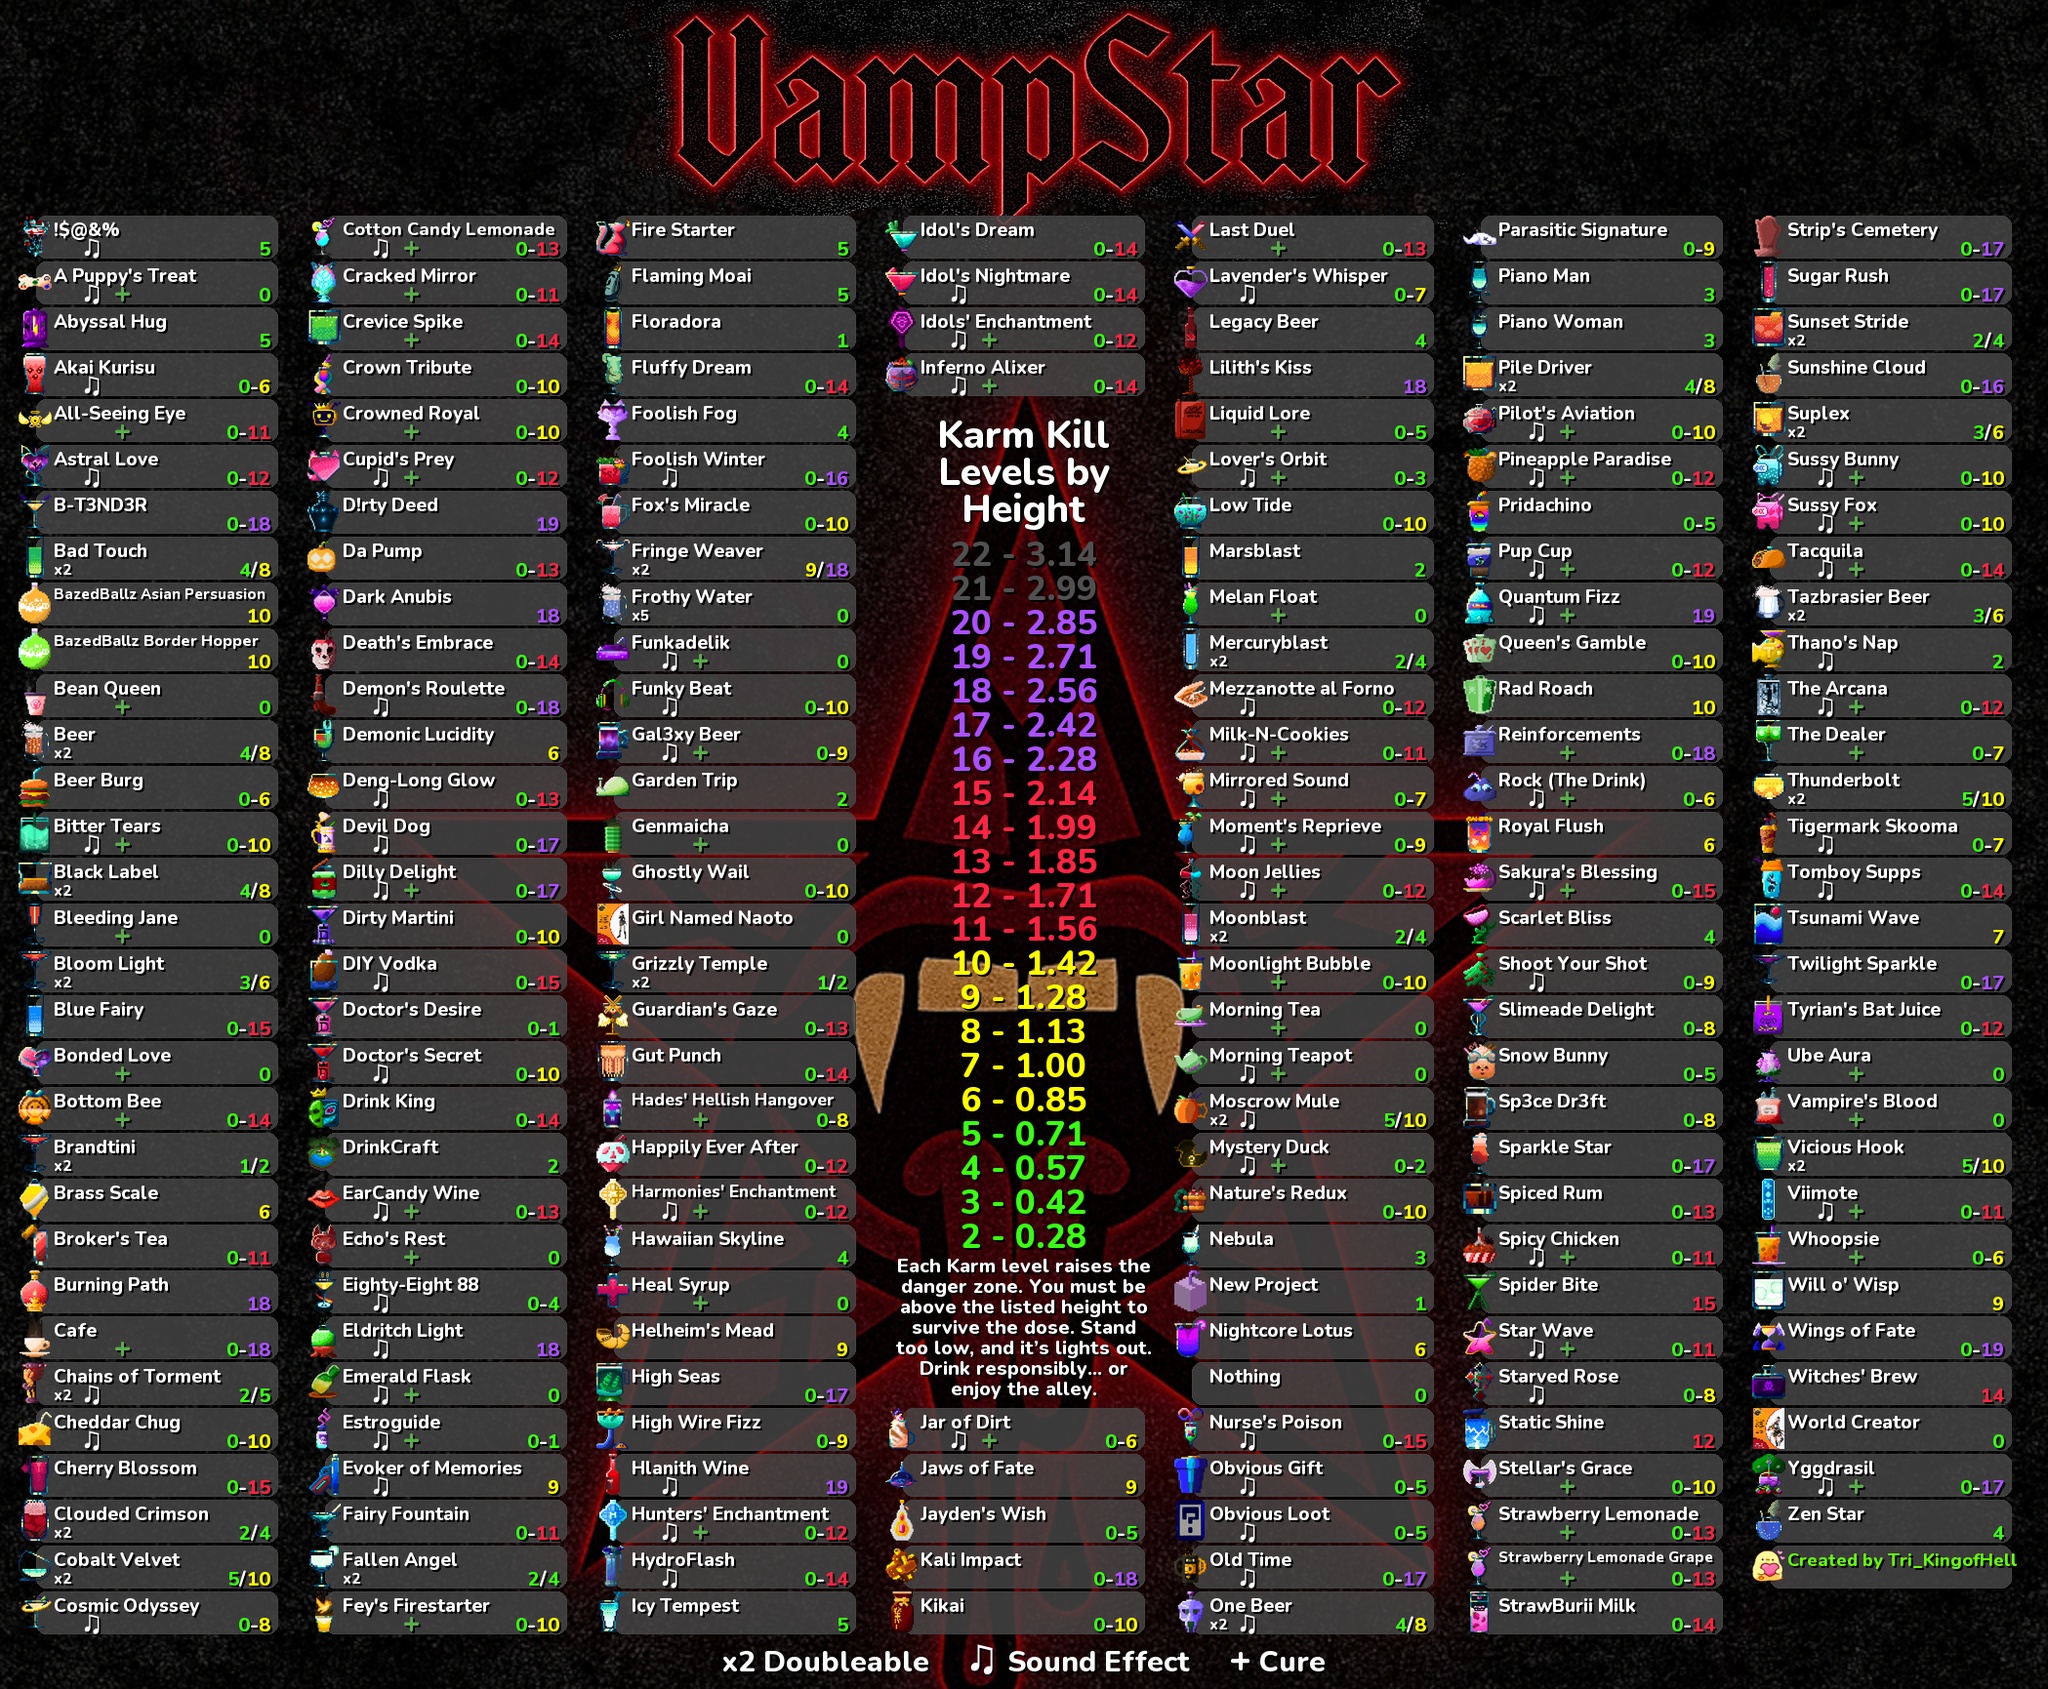 VampStar
!$@&%
♫ 5
A Puppy's Treat
♫ + 0
Abyssal Hug
5
Akai Kurisu
♫ 0-6
All-Seeing Eye
+ 0-11
Astral Love
♫ 0-12
B-T3ND3R
0-18
Bad Touch
x2 4/8
BazedBallz Asian Persuasion
10
BazedBallz Border Hopper
10
Bean Queen
+ 0
Beer
x2 4/8
Beer Burg
0-6
Bitter Tears
♫ + 0-10
Black Label
x2 4/8
Bleeding Jane
+ 0
Bloom Light
x2 3/6
Blue Fairy
0-15
Bonded Love
+ 0
Bottom Bee
+ 0-14
Brandtini
x2 1/2
Brass Scale
6
Broker's Tea
0-11
Burning Path
18
Cafe
+ 0-18
Chains of Torment
x2 ♫ 2/5
Cheddar Chug
♫ 0-10
Cherry Blossom
0-15
Clouded Crimson
x2 2/4
Cobalt Velvet
x2 5/10
Cosmic Odyssey
♫ 0-8
Cotton Candy Lemonade
♫ + 0-13
Cracked Mirror
+ 0-11
Crevice Spike
+ 0-14
Crown Tribute
0-10
Crowned Royal
+ 0-10
Cupid's Prey
♫ + 0-12
D!rty Deed
19
Da Pump
0-13
Dark Anubis
18
Death's Embrace
0-14
Demon's Roulette
♫ 0-18
Demonic Lucidity
6
Deng-Long Glow
♫ 0-13
Devil Dog
♫ 0-17
Dilly Delight
♫ + 0-17
Dirty Martini
0-10
DIY Vodka
♫ 0-15
Doctor's Desire
0-1
Doctor's Secret
♫ 0-10
Drink King
0-14
DrinkCraft
2
EarCandy Wine
♫ + 0-13
Echo's Rest
+ 0
Eighty-Eight 88
♫ 0-4
Eldritch Light
♫ 18
Emerald Flask
♫ + 0
Estroguide
♫ + 0-1
Evoker of Memories
♫ 9
Fairy Fountain
0-11
Fallen Angel
x2 2/4
Fey's Firestarter
+ 0-10
Fire Starter
5
Flaming Moai
5
Floradora
1
Fluffy Dream
0-14
Foolish Fog
4
Foolish Winter
♫ 0-16
Fox's Miracle
0-10
Fringe Weaver
x2 9/18
Frothy Water
x5 0
Funkadelik
♫ + 0
Funky Beat
♫ 0-10
Gal3xy Beer
♫ + 0-9
Garden Trip
2
Genmaicha
+ 0
Ghostly Wail
0-10
Girl Named Naoto
0
Grizzly Temple
x2 1/2
Guardian's Gaze
0-13
Gut Punch
0-14
Hades' Hellish Hangover
+ 0-8
Happily Ever After
0-12
Harmonies' Enchantment
♫ + 0-12
Hawaiian Skyline
4
Heal Syrup
+ 0
Helheim's Mead
9
High Seas
0-17
High Wire Fizz
0-9
Hlanith Wine
19
Hunters' Enchantment
♫ + 0-12
HydroFlash
♫ 0-14
Icy Tempest
5
Idol's Dream
0-14
Idol's Nightmare
♫ 0-14
Idols' Enchantment
♫ + 0-12
Inferno Alixer
♫ + 0-14
Karm Kill
Levels by
Height
22 - 3.14
21 - 2.99
20 - 2.85
19 - 2.71
18 - 2.56
17 - 2.42
16 - 2.28
15 - 2.14
14 - 1.99
13 - 1.85
12 - 1.71
11 - 1.56
10 - 1.42
9 - 1.28
8 - 1.13
7 - 1.00
6 - 0.85
5 - 0.71
4 - 0.57
3 - 0.42
2 - 0.28
Each Karm level raises the
danger zone. You must be
above the listed height to
survive the dose. Stand
too low, and it's lights out.
Drink responsibly... or
enjoy the alley.
Jar of Dirt
♫ + 0-6
Jaws of Fate
9
Jayden's Wish
0-5
Kali Impact
0-18
Kikai
0-10
Last Duel
+ 0-13
Lavender's Whisper
♫ 0-7
Legacy Beer
4
Lilith's Kiss
18
Liquid Lore
+ 0-5
Lover's Orbit
♫ + 0-3
Low Tide
0-10
Marsblast
2
Melan Float
+ 0
Mercuryblast
x2 2/4
Mezzanotte al Forno
♫ 0-12
Milk-N-Cookies
♫ + 0-11
Mirrored Sound
♫ + 0-7
Moment's Reprieve
♫ + 0-9
Moon Jellies
♫ + 0-12
Moonblast
x2 2/4
Moonlight Bubble
+ 0-10
Morning Tea
+ 0
Morning Teapot
♫ + 0
Moscrow Mule
x2 ♫ 5/10
Mystery Duck
♫ + 0-2
Nature's Redux
0-10
Nebula
3
New Project
1
Nightcore Lotus
6
Nothing
0
Nurse's Poison
♫ 0-15
Obvious Gift
♫ 0-5
Obvious Loot
♫ 0-5
Old Time
♫ 0-17
One Beer
x2 ♫ 4/8
Parasitic Signature
0-9
Piano Man
3
Piano Woman
3
Pile Driver
x2 4/8
Pilot's Aviation
♫ + 0-10
Pineapple Paradise
♫ + 0-12
Pridachino
0-5
Pup Cup
♫ + 0-12
Quantum Fizz
♫ + 19
Queen's Gamble
0-10
Rad Roach
10
Reinforcements
+ 0-18
Rock (The Drink)
♫ + 0-6
Royal Flush
6
Sakura's Blessing
♫ + 0-15
Scarlet Bliss
4
Shoot Your Shot
♫ 0-9
Slimeade Delight
0-8
Snow Bunny
0-5
Sp3ce Dr3ft
0-8
Sparkle Star
0-17
Spiced Rum
0-13
Spicy Chicken
♫ + 0-11
Spider Bite
15
Star Wave
♫ + 0-11
Starved Rose
♫ 0-8
Static Shine
12
Stellar's Grace
+ 0-10
Strawberry Lemonade
+ 0-13
Strawberry Lemonade Grape
+ 0-13
StrawBurii Milk
0-14
Strip's Cemetery
0-17
Sugar Rush
0-17
Sunset Stride
x2 2/4
Sunshine Cloud
0-16
Suplex
x2 3/6
Sussy Bunny
♫ + 0-10
Sussy Fox
♫ + 0-10
Tacquila
♫ + 0-14
Tazbrasier Beer
x2 3/6
Thano's Nap
♫ 2
The Arcana
♫ + 0-12
The Dealer
+ 0-7
Thunderbolt
x2 5/10
Tigermark Skooma
♫ 0-7
Tomboy Supps
♫ 0-14
Tsunami Wave
7
Twilight Sparkle
0-17
Tyrian's Bat Juice
0-12
Ube Aura
+ 0
Vampire's Blood
+ 0
Vicious Hook
x2 5/10
Viimote
♫ + 0-11
Whoopsie
+ 0-6
Will o' Wisp
9
Wings of Fate
0-19
Witches' Brew
14
World Creator
0
Yggdrasil
♫ + 0-17
Zen Star
4
Created by Tri_KingofHell
x2 Doubleable ♫ Sound Effect + Cure